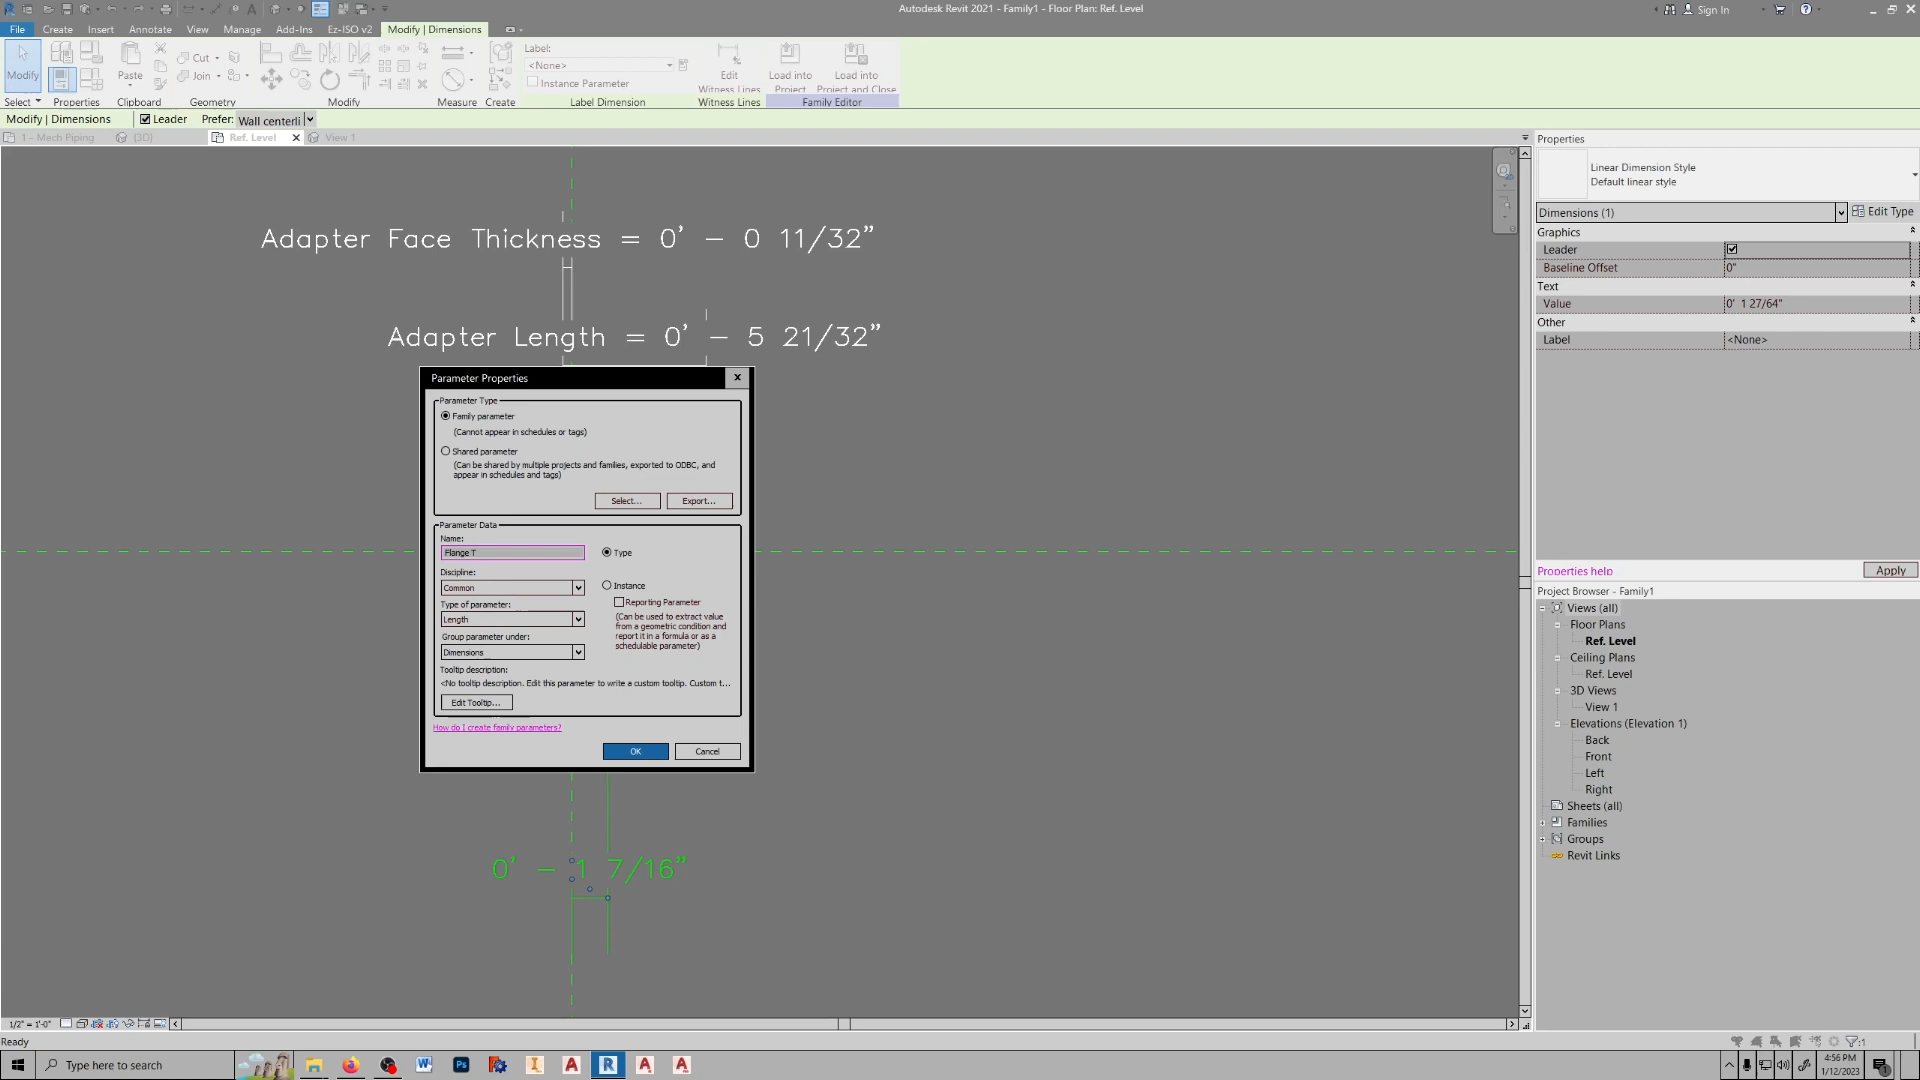 Autodesk Revit 2021 - Family1 - Floor Plan: Ref. Level
Sign In
File Create Insert Annotate View Manage Add-Ins Ez-ISO v2 Modify | Dimensions
Modify
Paste
Cut
Join
Label:
<None>
Instance Parameter
Edit
Witness Lines
Load into
Project
Load into
Project and Close
Select Properties Clipboard Geometry Modify Measure Create Label Dimension Witness Lines Family Editor
Modify | Dimensions Leader Prefer: Wall centerli
1 - Mech Piping {3D} Ref. Level View 1
Adapter Face Thickness = 0' - 0 11/32"
Adapter Length = 0' - 5 21/32"
Parameter Properties
Parameter Type
Family parameter
(Cannot appear in schedules or tags)
Shared parameter
(Can be shared by multiple projects and families, exported to ODBC, and
appear in schedules and tags)
Select... Export...
Parameter Data
Name:
Flange T
Type
Discipline:
Common
Instance
Type of parameter:
Reporting Parameter
Length
(Can be used to extract value
from a geometric condition and
report it in a formula or as a
schedulable parameter)
Group parameter under:
Dimensions
Tooltip description:
<No tooltip description. Edit this parameter to write a custom tooltip. Custom t...
Edit Tooltip...
How do I create family parameters?
OK Cancel
0' - 1 7/16"
Properties
Linear Dimension Style
Default linear style
Dimensions (1) Edit Type
Graphics
Leader
Baseline Offset 0"
Text
Value 0' 1 27/64"
Other
Label <None>
Properties help Apply
Project Browser - Family1
Views (all)
Floor Plans
Ref. Level
Ceiling Plans
Ref. Level
3D Views
View 1
Elevations (Elevation 1)
Back
Front
Left
Right
Sheets (all)
Families
Groups
Revit Links
1/2" = 1'-0"
Ready
:1
Type here to search
4:56 PM
1/12/2023